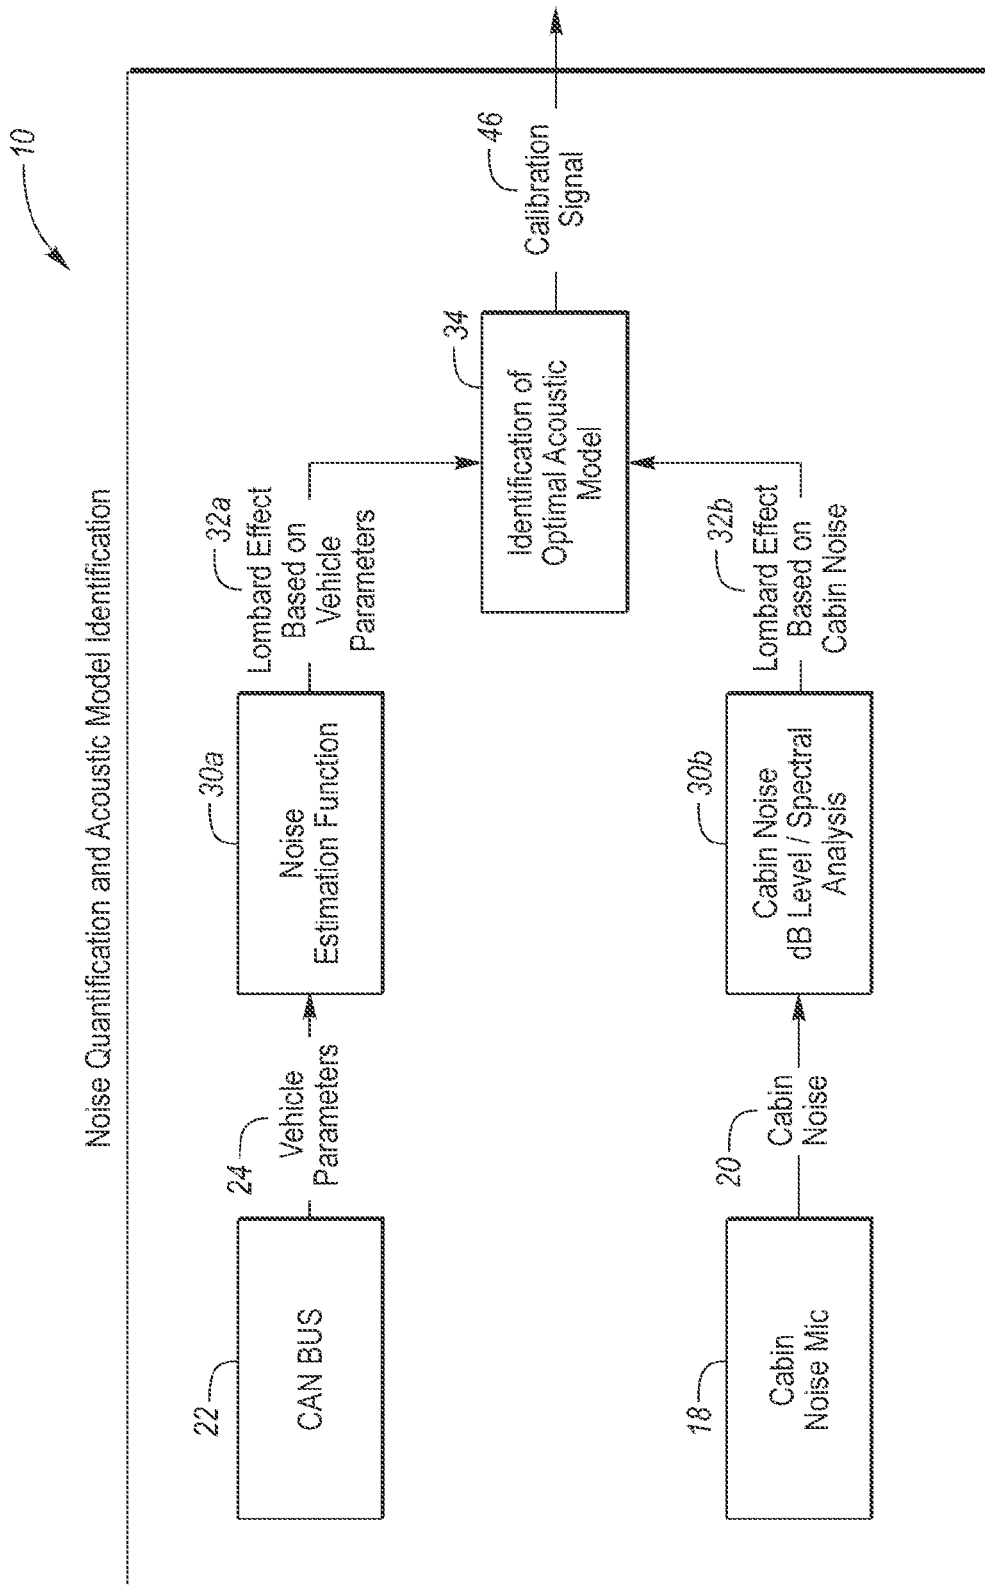 Noise Quantification and Acoustic Model Identification
10
22
CAN BUS
24
Vehicle
Parameters
30a
Noise
Estimation Function
32a
Lombard Effect
Based on
Vehicle
Parameters
34
Identification of
Optimal Acoustic
Model
46
Calibration
Signal
18
Cabin
Noise Mic
20
Cabin
Noise
30b
Cabin Noise
dB Level / Spectral
Analysis
32b
Lombard Effect
Based on
Cabin Noise